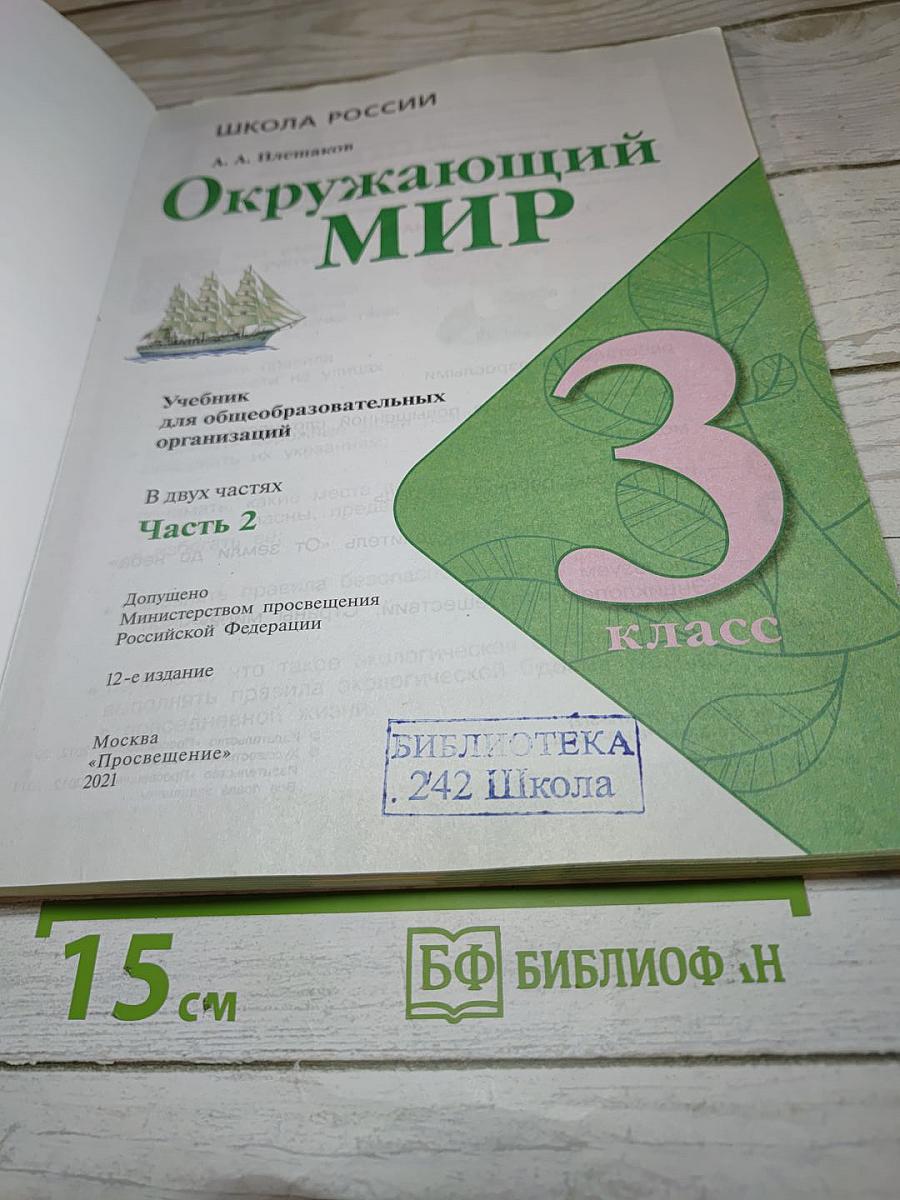 ШКОЛА РОССИИ
А. А. Плешаков
Окружающий
МИР
Учебник
для общеобразовательных
организаций
В двух частях
Часть 2
3
класс
Допущено
Министерством просвещения
Российской Федерации
12-е издание
Москва
«Просвещение»
2021
БИБЛИОТЕКА
242 Школа
15 см
БФ БИБЛИОФАН